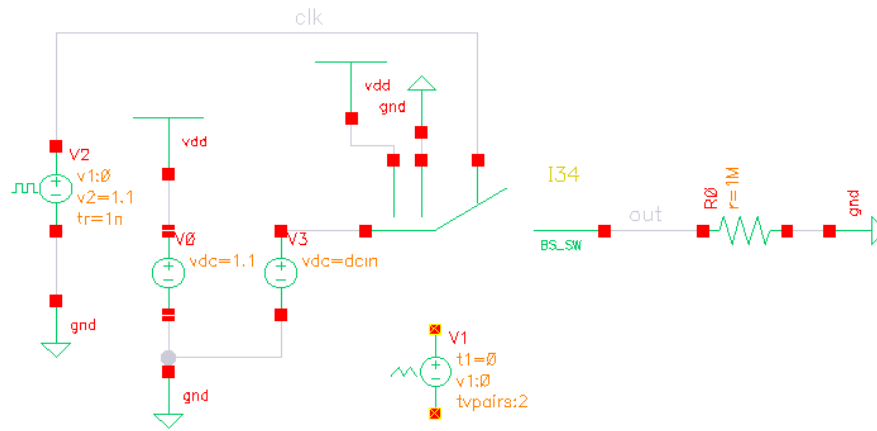 clk
vdd
gnd
vdd
V2
v1:0
v2=1.1
tr=1n
I34
R0
r=1M
gnd
out
BS_SW
V0
vdc=1.1
V3
vdc=dcin
gnd
V1
t1=0
v1:0
tvpairs:2
gnd